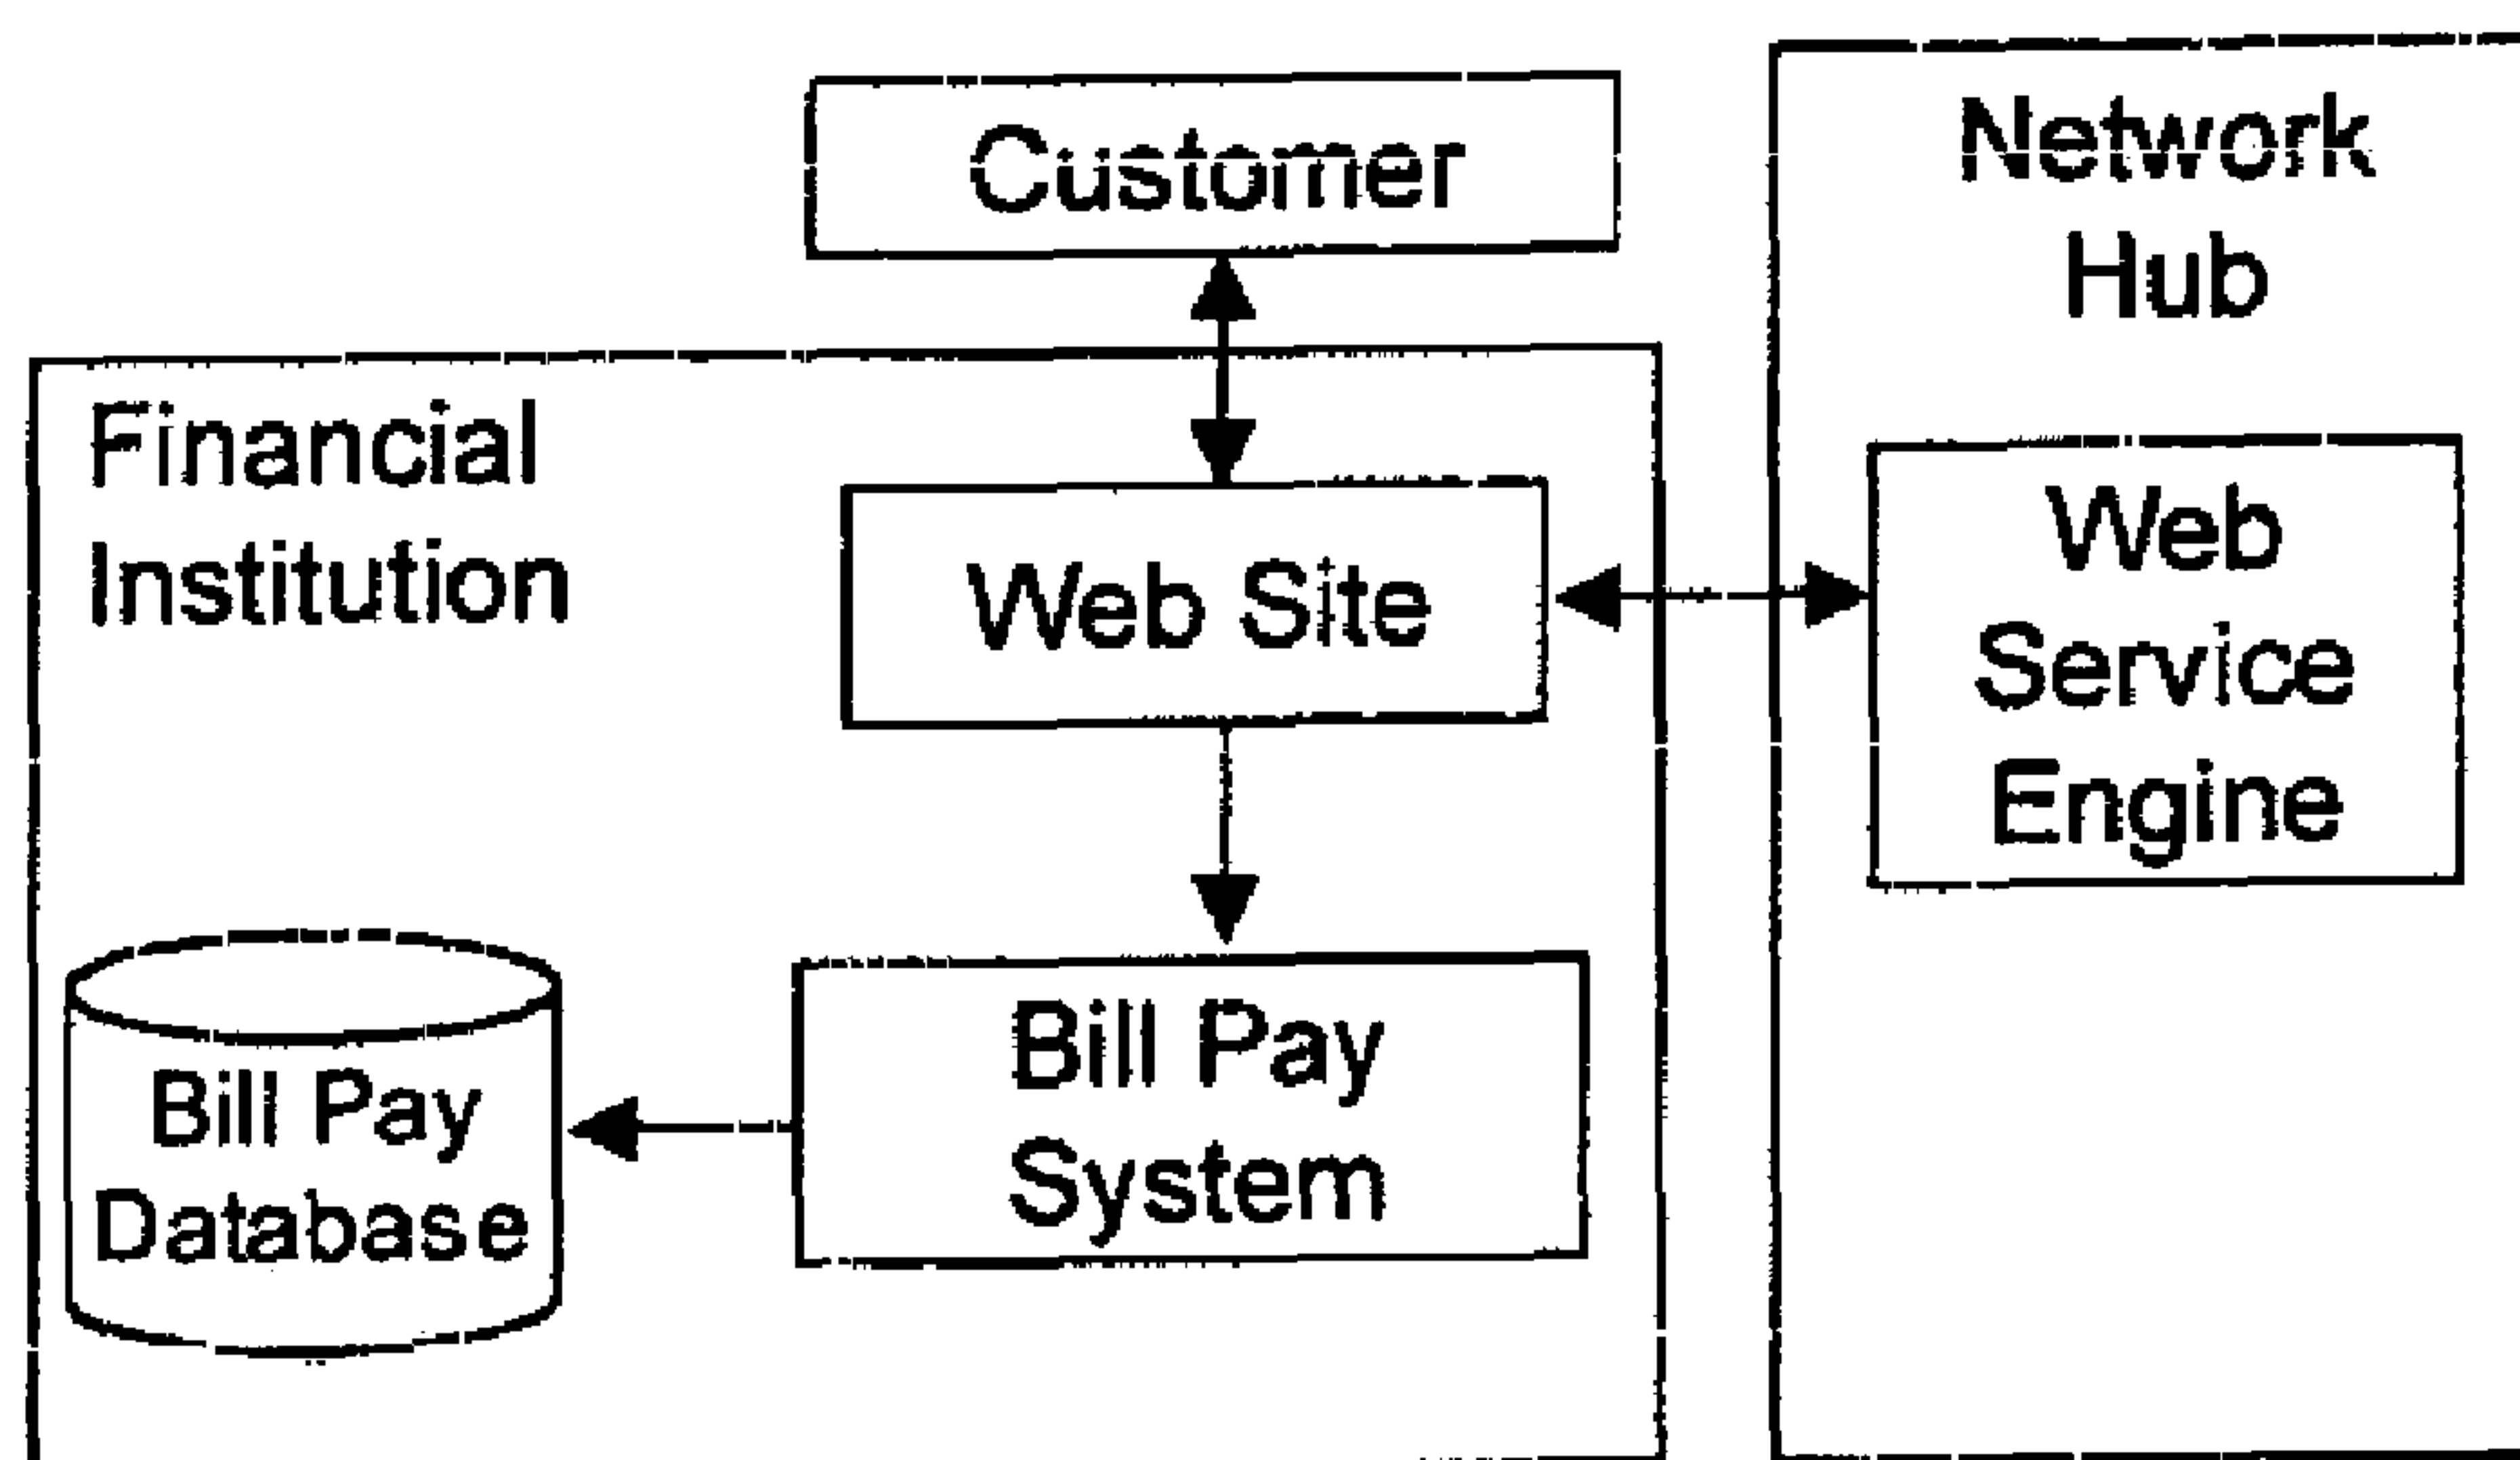 Customer
Network
Hub
Financial
Institution
Web Site
Web
Service
Engine
Bill Pay
System
Bill Pay
Database